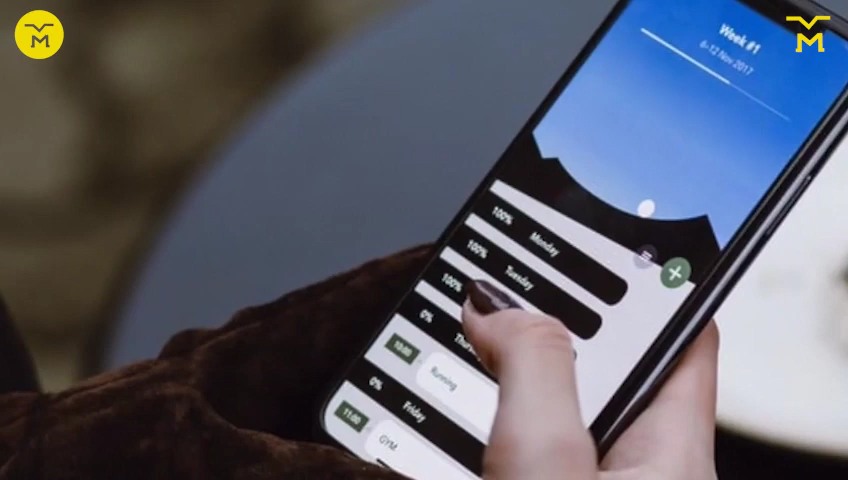 M
M
Week #1
6-12 Nov 2017
100% Monday
100% Tuesday
100%
0%
10:00 Running
0% Friday
11:00 GYM